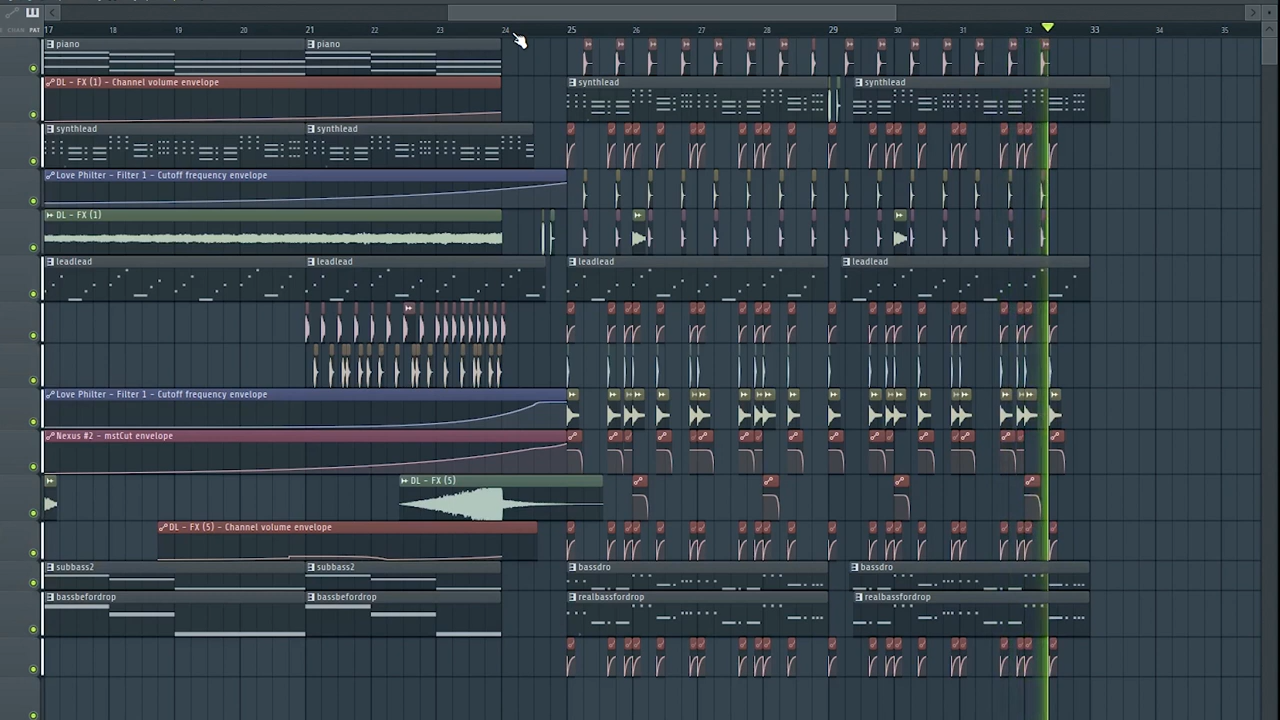 CHAN PAT
17 18 19 20 21 22 23 24 25 26 27 28 29 30 31 32 33 34 35
piano piano
DL - FX (1) - Channel volume envelope
synthlead synthlead
synthlead synthlead
Love Philter - Filter 1 - Cutoff frequency envelope
DL - FX (1)
leadlead leadlead leadlead leadlead
Love Philter - Filter 1 - Cutoff frequency envelope
Nexus #2 - mstCut envelope
DL - FX (5)
DL - FX (5) - Channel volume envelope
subbass2 subbass2 bassdro bassdro
bassbefordrop bassbefordrop realbassfordrop realbassfordrop